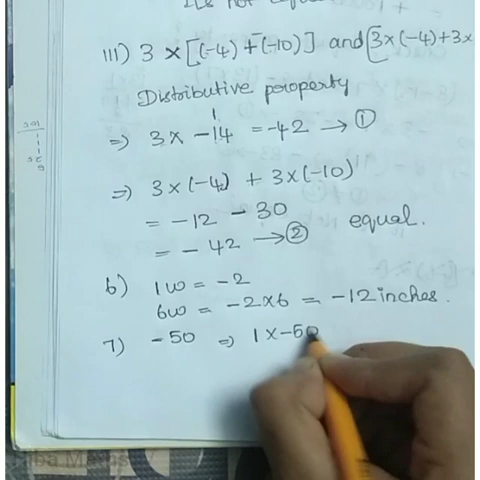 III) 3 × [(-4) + (-10)] and [3×(-4)+3×
Distributive property
⇒ 3 × -14 = -42 → ①
⇒ 3×(-4) + 3×(-10)
= -12 - 30
= - 42 → ② equal.
6) 1w = -2
6w = -2×6 = -12 inches.
7) -50 ⇒ 1×-50